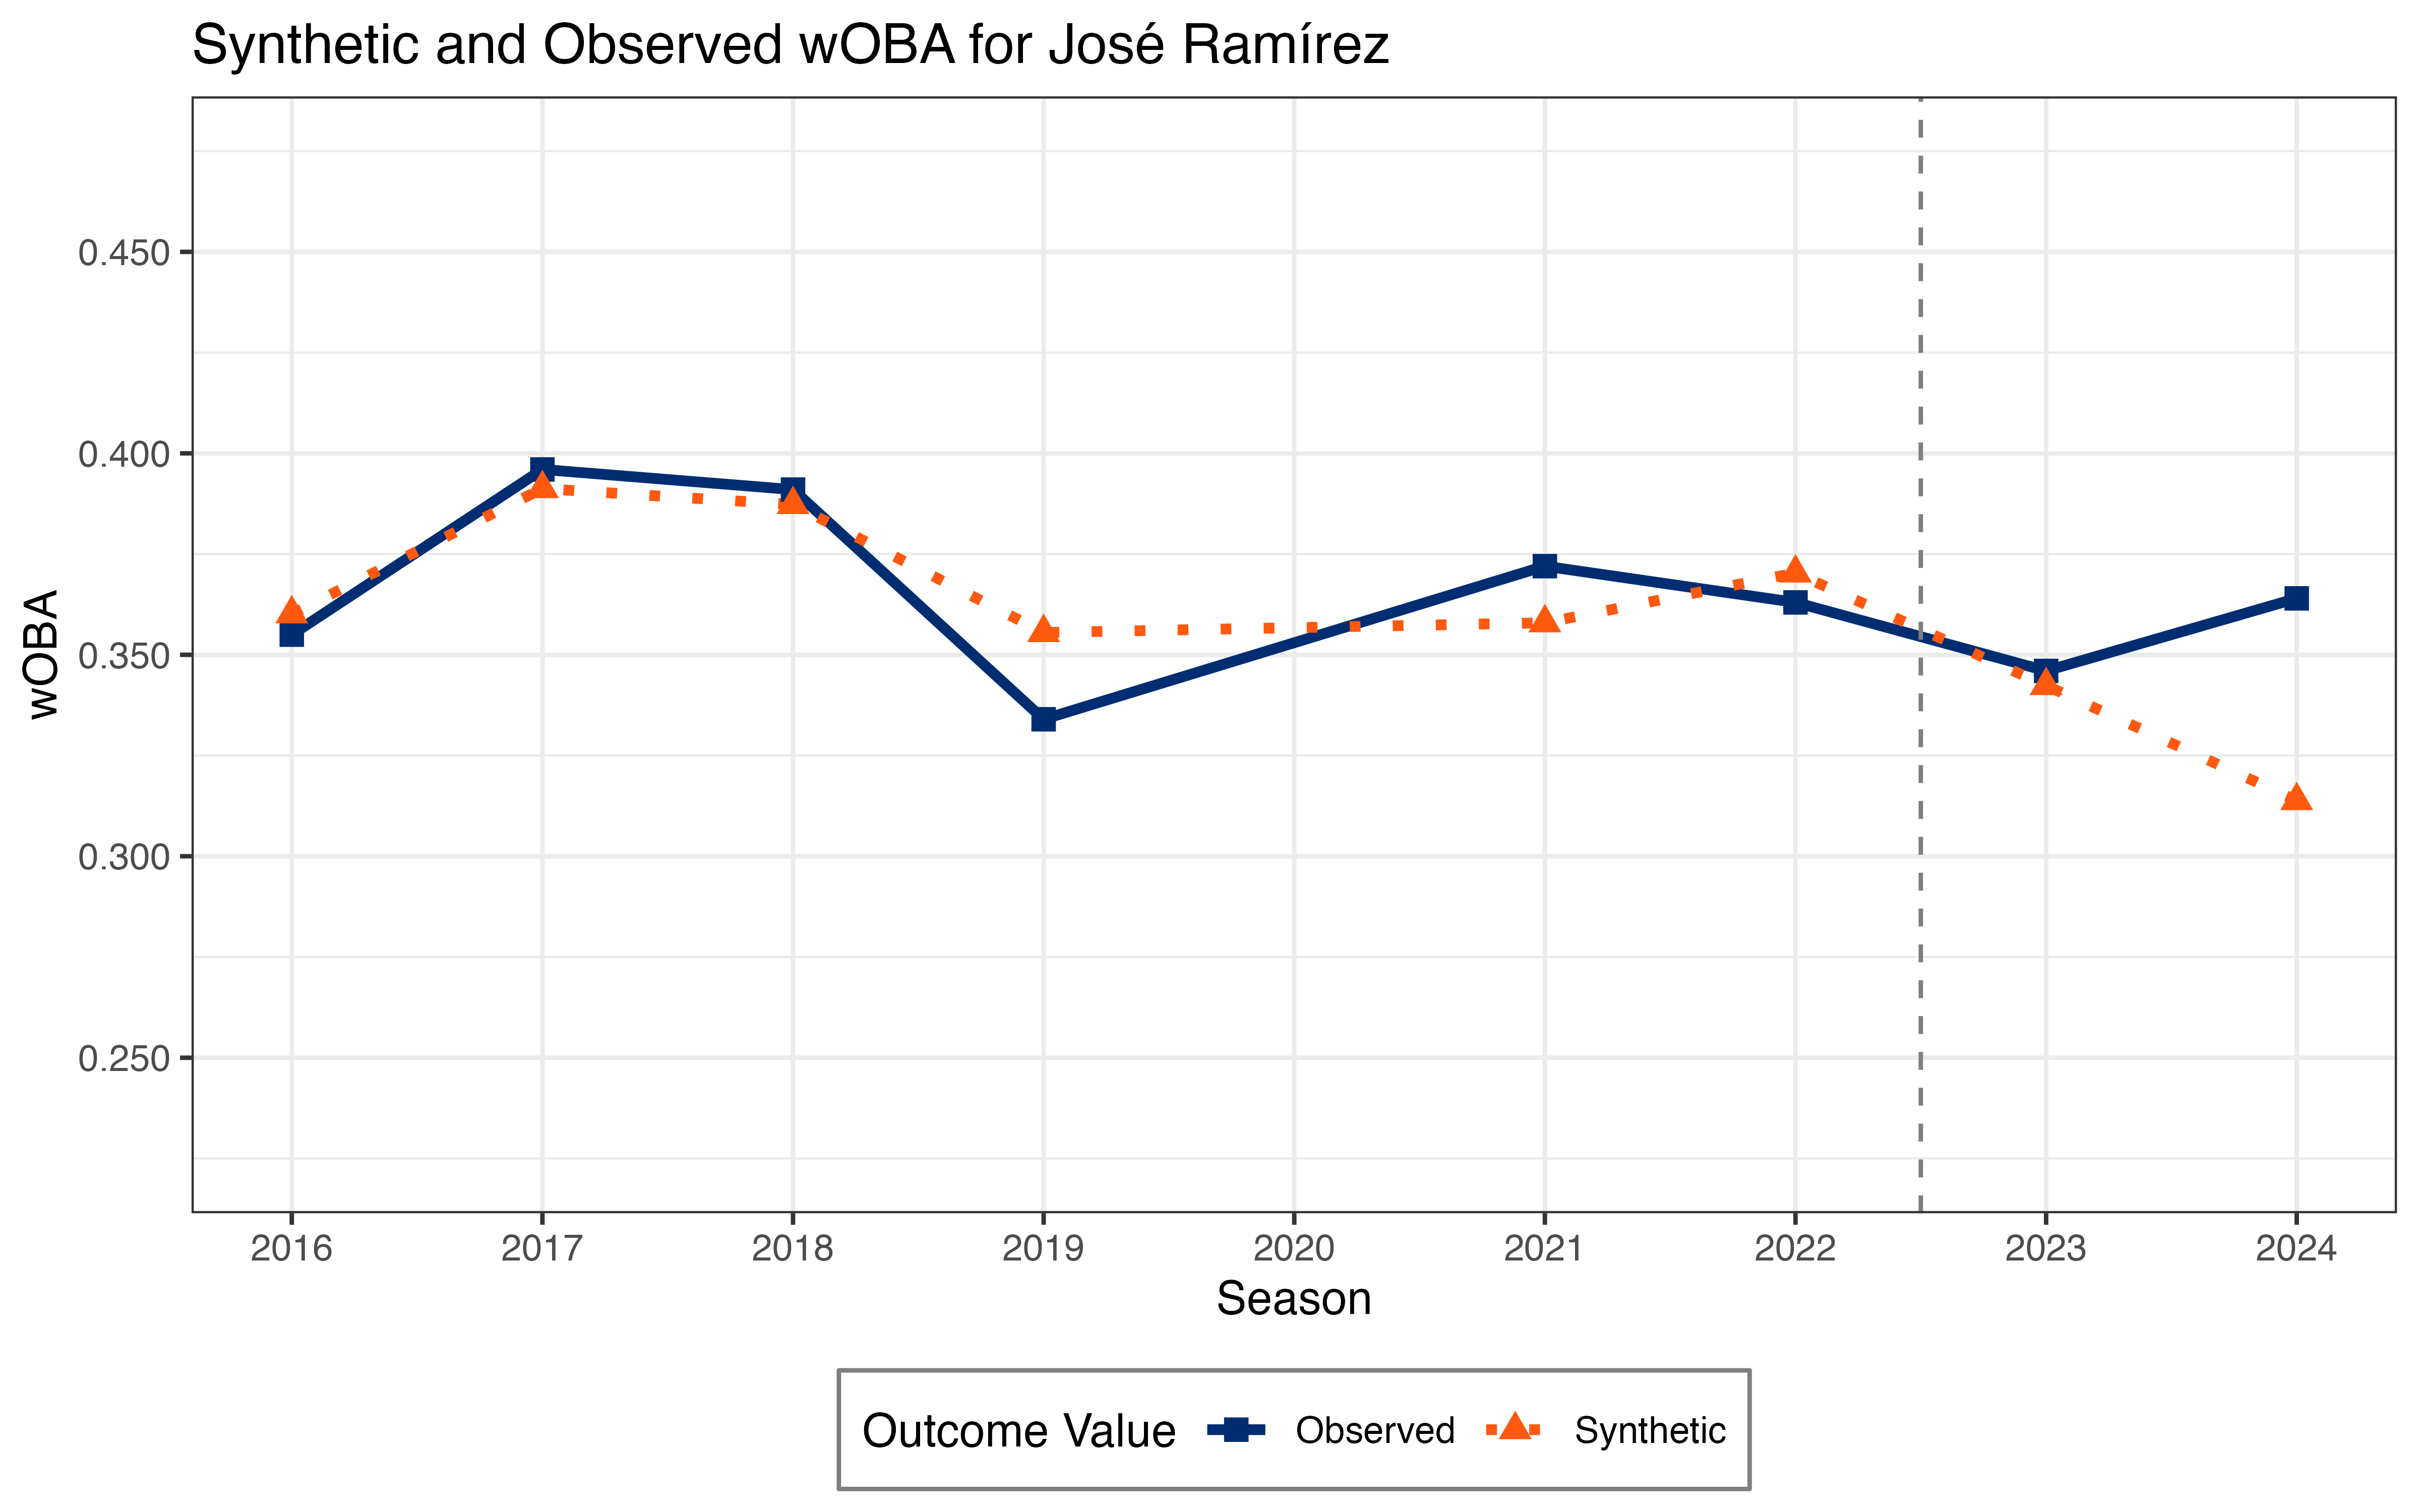 Synthetic and Observed wOBA for José Ramírez
wOBA
0.450
0.400
0.350
0.300
0.250
2016 2017 2018 2019 2020 2021 2022 2023 2024
Season
Outcome Value Observed Synthetic